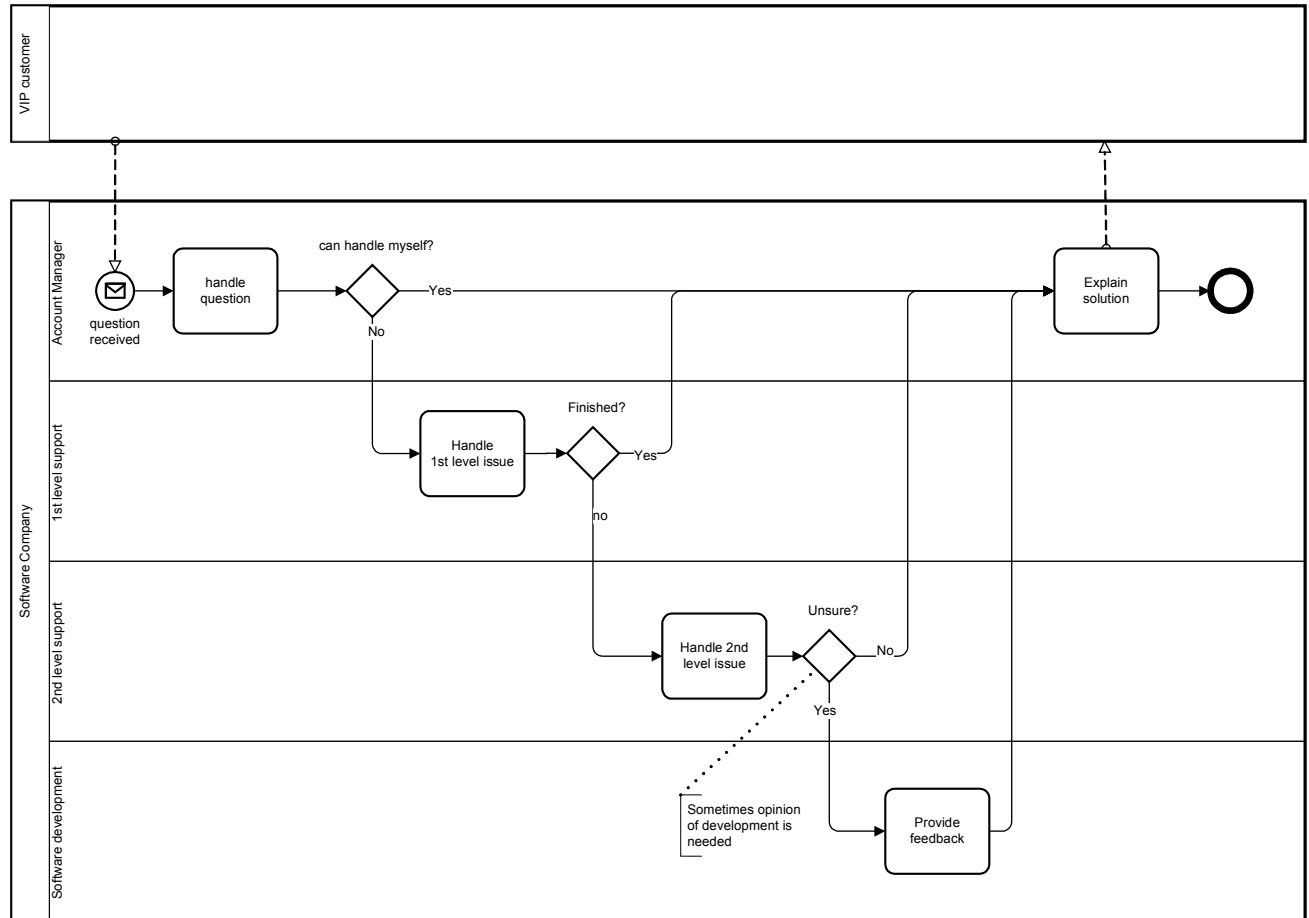 VIP customer
Software Company
Account Manager
question
received
handle
question
can handle myself?
Yes
No
Explain
solution
1st level support
Handle
1st level issue
Finished?
Yes
no
2nd level support
Handle 2nd
level issue
Unsure?
No
Yes
Software development
Sometimes opinion
of development is
needed
Provide
feedback